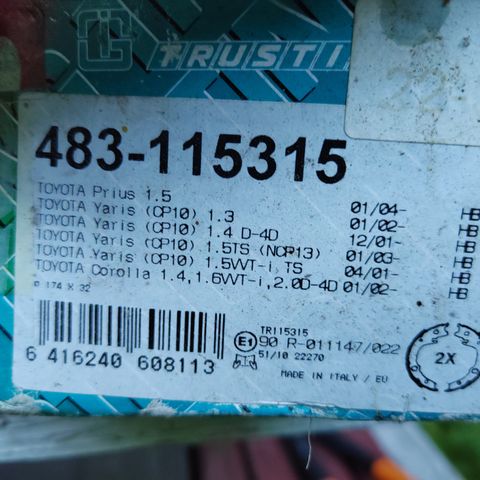 TRUSTI
483-115315
TOYOTA Prius 1.5 01/04- HB
TOYOTA Yaris (CP10) 1.3 01/02- HB
TOYOTA Yaris (CP10) 1.4 D-4D 12/01- HB
TOYOTA Yaris (CP10) 1.5TS (NCP13) 01/03- HB
TOYOTA Yaris (CP10) 1.5VVT-i TS 04/01- HB
TOYOTA Corolla 1.4,1.6VVT-i,2.0D-4D 01/02- HB
Ø 174 X 32
TR115315
E1 90 R-011147/022
51/10 22270
2X
MADE IN ITALY / EU
6 416240 608113